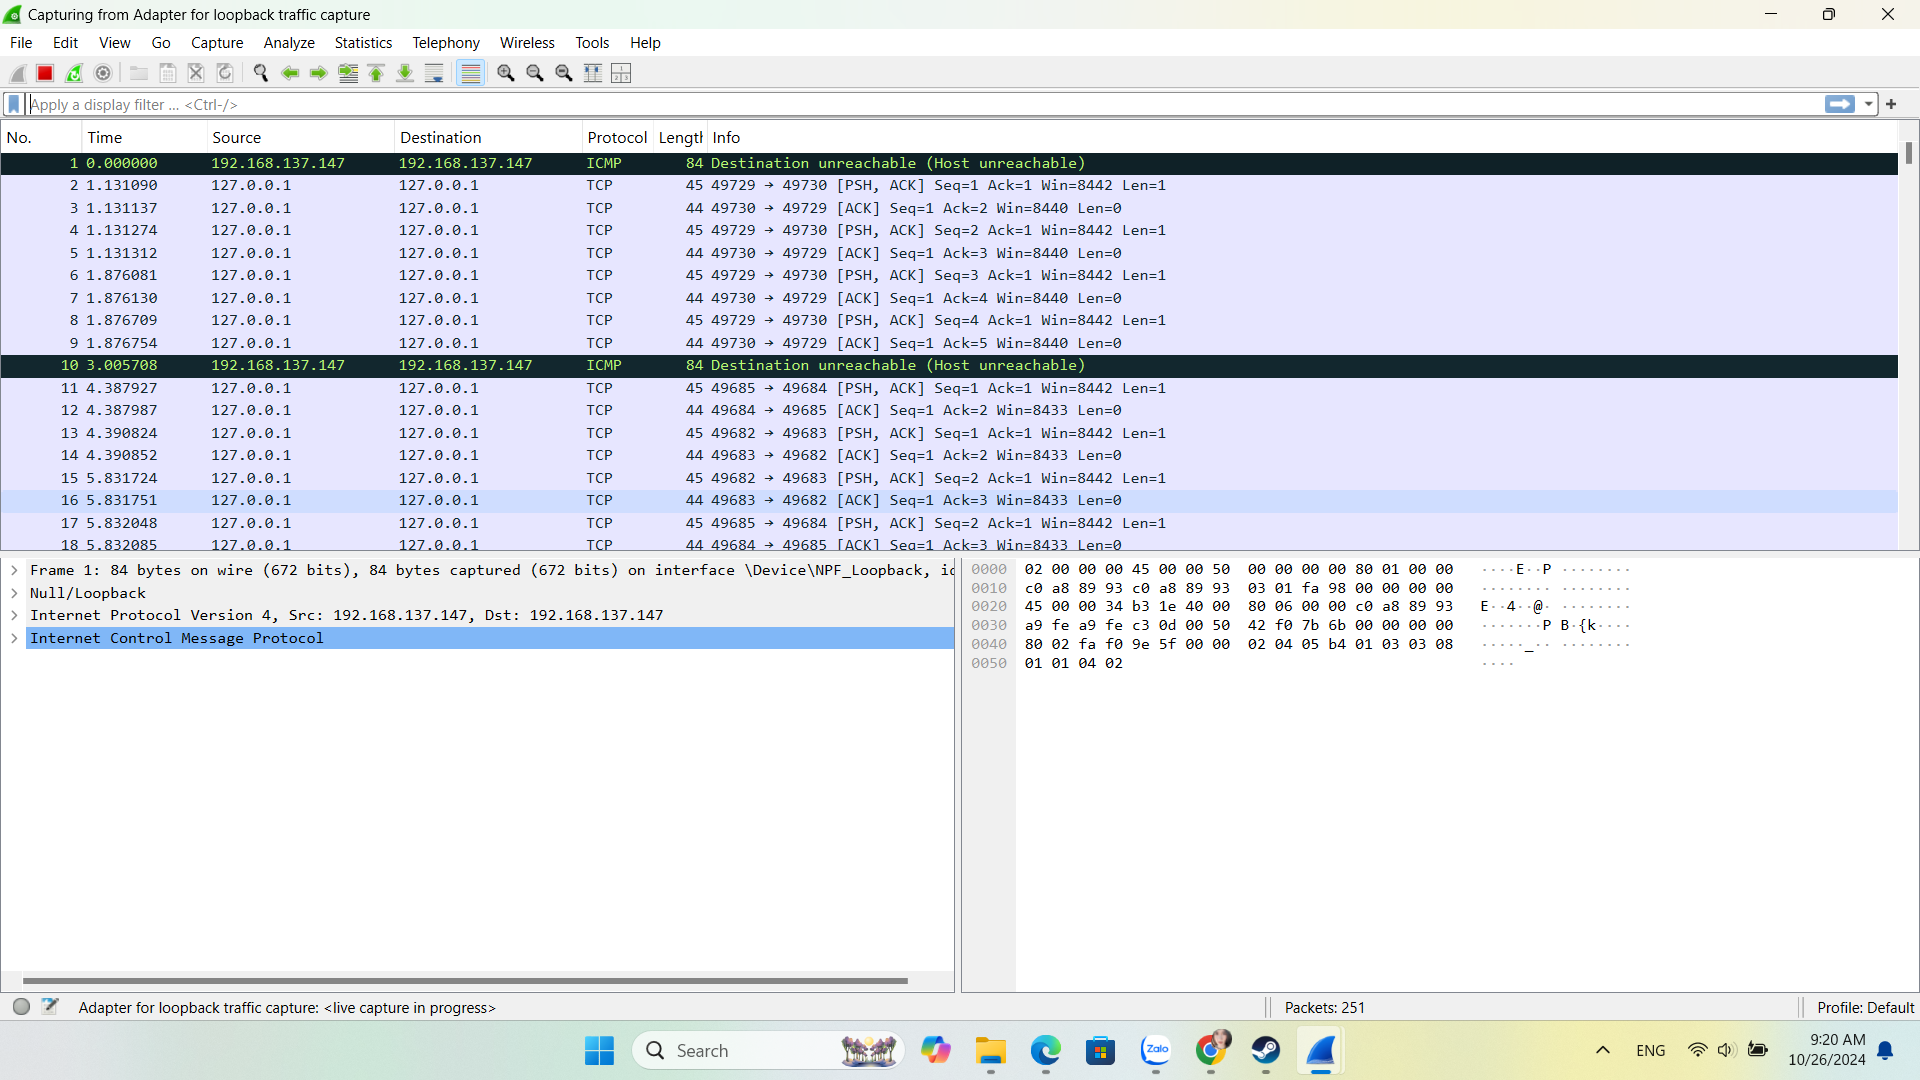 Capturing from Adapter for loopback traffic capture
File Edit View Go Capture Analyze Statistics Telephony Wireless Tools Help
Apply a display filter ... <Ctrl-/>
No. Time Source Destination Protocol Length Info
1 0.000000 192.168.137.147 192.168.137.147 ICMP 84 Destination unreachable (Host unreachable)
2 1.131090 127.0.0.1 127.0.0.1 TCP 45 49729 → 49730 [PSH, ACK] Seq=1 Ack=1 Win=8442 Len=1
3 1.131137 127.0.0.1 127.0.0.1 TCP 44 49730 → 49729 [ACK] Seq=1 Ack=2 Win=8440 Len=0
4 1.131274 127.0.0.1 127.0.0.1 TCP 45 49729 → 49730 [PSH, ACK] Seq=2 Ack=1 Win=8442 Len=1
5 1.131312 127.0.0.1 127.0.0.1 TCP 44 49730 → 49729 [ACK] Seq=1 Ack=3 Win=8440 Len=0
6 1.876081 127.0.0.1 127.0.0.1 TCP 45 49729 → 49730 [PSH, ACK] Seq=3 Ack=1 Win=8442 Len=1
7 1.876130 127.0.0.1 127.0.0.1 TCP 44 49730 → 49729 [ACK] Seq=1 Ack=4 Win=8440 Len=0
8 1.876709 127.0.0.1 127.0.0.1 TCP 45 49729 → 49730 [PSH, ACK] Seq=4 Ack=1 Win=8442 Len=1
9 1.876754 127.0.0.1 127.0.0.1 TCP 44 49730 → 49729 [ACK] Seq=1 Ack=5 Win=8440 Len=0
10 3.005708 192.168.137.147 192.168.137.147 ICMP 84 Destination unreachable (Host unreachable)
11 4.387927 127.0.0.1 127.0.0.1 TCP 45 49685 → 49684 [PSH, ACK] Seq=1 Ack=1 Win=8442 Len=1
12 4.387987 127.0.0.1 127.0.0.1 TCP 44 49684 → 49685 [ACK] Seq=1 Ack=2 Win=8433 Len=0
13 4.390824 127.0.0.1 127.0.0.1 TCP 45 49682 → 49683 [PSH, ACK] Seq=1 Ack=1 Win=8442 Len=1
14 4.390852 127.0.0.1 127.0.0.1 TCP 44 49683 → 49682 [ACK] Seq=1 Ack=2 Win=8433 Len=0
15 5.831724 127.0.0.1 127.0.0.1 TCP 45 49682 → 49683 [PSH, ACK] Seq=2 Ack=1 Win=8442 Len=1
16 5.831751 127.0.0.1 127.0.0.1 TCP 44 49683 → 49682 [ACK] Seq=1 Ack=3 Win=8433 Len=0
17 5.832048 127.0.0.1 127.0.0.1 TCP 45 49685 → 49684 [PSH, ACK] Seq=2 Ack=1 Win=8442 Len=1
18 5.832085 127.0.0.1 127.0.0.1 TCP 44 49684 → 49685 [ACK] Seq=1 Ack=3 Win=8433 Len=0
Frame 1: 84 bytes on wire (672 bits), 84 bytes captured (672 bits) on interface \Device\NPF_Loopback, id
Null/Loopback
Internet Protocol Version 4, Src: 192.168.137.147, Dst: 192.168.137.147
Internet Control Message Protocol
0000 02 00 00 00 45 00 00 50 00 00 00 00 80 01 00 00 ····E··P ········
0010 c0 a8 89 93 c0 a8 89 93 03 01 fa 98 00 00 00 00 ········ ········
0020 45 00 00 34 b3 1e 40 00 80 06 00 00 c0 a8 89 93 E··4··@· ········
0030 a9 fe a9 fe c3 0d 00 50 42 f0 7b 6b 00 00 00 00 ·······P B·{k····
0040 80 02 fa f0 9e 5f 00 00 02 04 05 b4 01 03 03 08 ·····_·· ········
0050 01 01 04 02 ····
Adapter for loopback traffic capture: <live capture in progress>
Packets: 251
Profile: Default
Search
Zalo
ENG
9:20 AM
10/26/2024